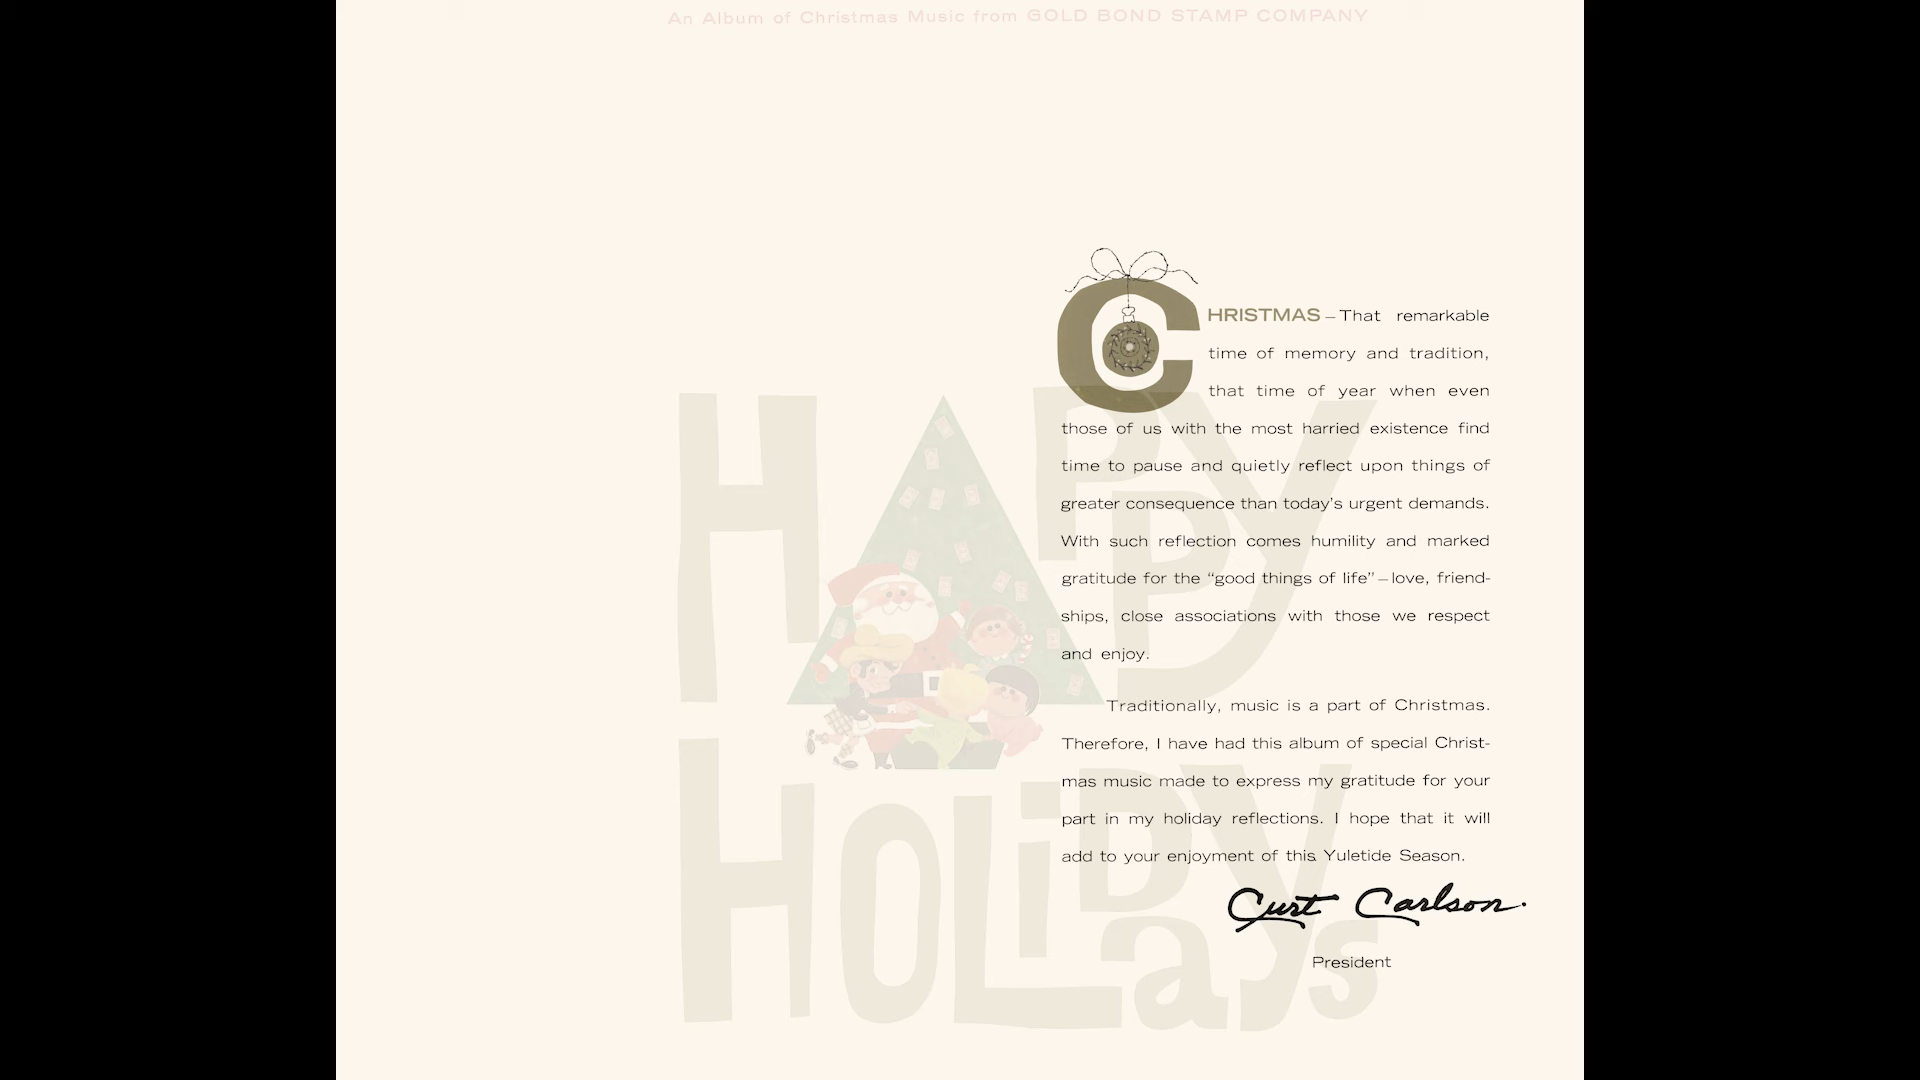 An Album of Christmas Music from GOLD BOND STAMP COMPANY
HAPPY
HOLiDays
CHRISTMAS – That remarkable
time of memory and tradition,
that time of year when even
those of us with the most harried existence find
time to pause and quietly reflect upon things of
greater consequence than today's urgent demands.
With such reflection comes humility and marked
gratitude for the “good things of life” – love, friend-
ships, close associations with those we respect
and enjoy.
Traditionally, music is a part of Christmas.
Therefore, I have had this album of special Christ-
mas music made to express my gratitude for your
part in my holiday reflections. I hope that it will
add to your enjoyment of this Yuletide Season.
Curt Carlson.
President